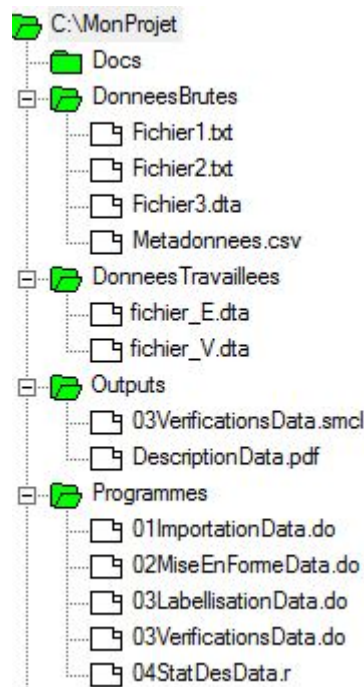 C:\MonProjet
Docs
DonneesBrutes
Fichier1.txt
Fichier2.txt
Fichier3.dta
Metadonnees.csv
DonneesTravaillees
fichier_E.dta
fichier_V.dta
Outputs
03VerificationsData.smcl
DescriptionData.pdf
Programmes
01ImportationData.do
02MiseEnFormeData.do
03LabellisationData.do
03VerificationsData.do
04StatDesData.r